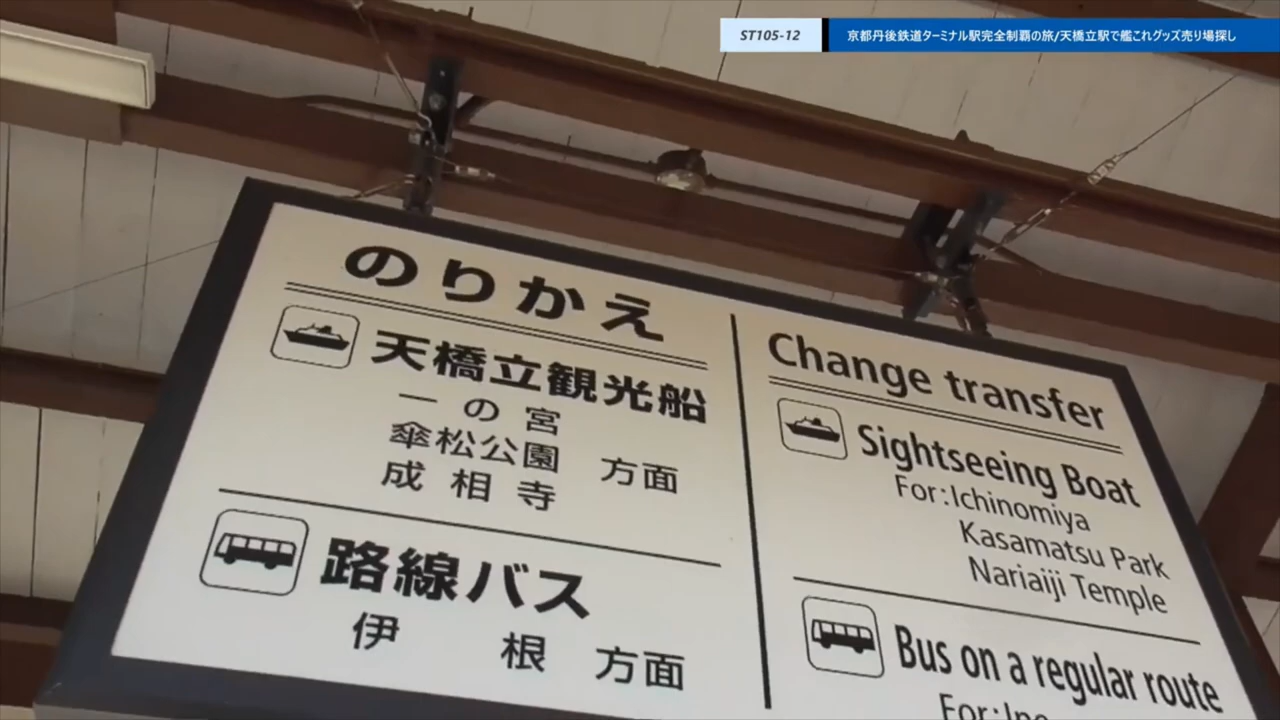 ST105-12
京都丹後鉄道ターミナル駅完全制覇の旅/天橋立駅で艦これグッズ売り場探し
のりかえ
天橋立観光船
一の宮
傘松公園 方面
成相寺
路線バス
伊根 方面
Change transfer
Sightseeing Boat
For:Ichinomiya
Kasamatsu Park
Nariaiji Temple
Bus on a regular route
For:Ine